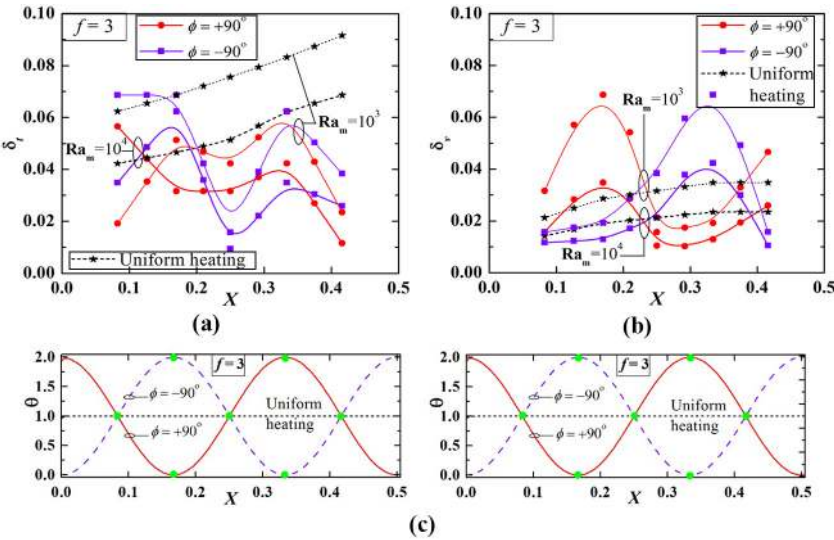 f = 3
ϕ = +90°
ϕ = −90°
Ra_m=10^3
Ra_m=10^4
Uniform heating
δ_t
0.10
0.08
0.06
0.04
0.02
0.00
0.0 0.1 0.2 0.3 0.4 0.5
X
(a)
f = 3
ϕ = +90°
ϕ = −90°
Uniform
heating
Ra_m=10^3
Ra_m=10^4
δ_v
0.10
0.08
0.06
0.04
0.02
0.00
0.0 0.1 0.2 0.3 0.4 0.5
X
(b)
f = 3
ϕ = −90°
Uniform
heating
ϕ = +90°
θ
2.0
1.5
1.0
0.5
0.0
0.0 0.1 0.2 0.3 0.4 0.5
X
f = 3
ϕ = −90°
Uniform
heating
ϕ = +90°
θ
2.0
1.5
1.0
0.5
0.0
0.0 0.1 0.2 0.3 0.4 0.5
X
(c)